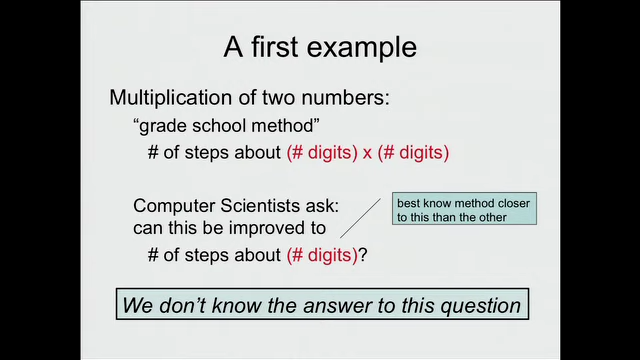 A first example
Multiplication of two numbers:
“grade school method”
# of steps about (# digits) x (# digits)
Computer Scientists ask:
can this be improved to
# of steps about (# digits)?
best know method closer
to this than the other
We don’t know the answer to this question